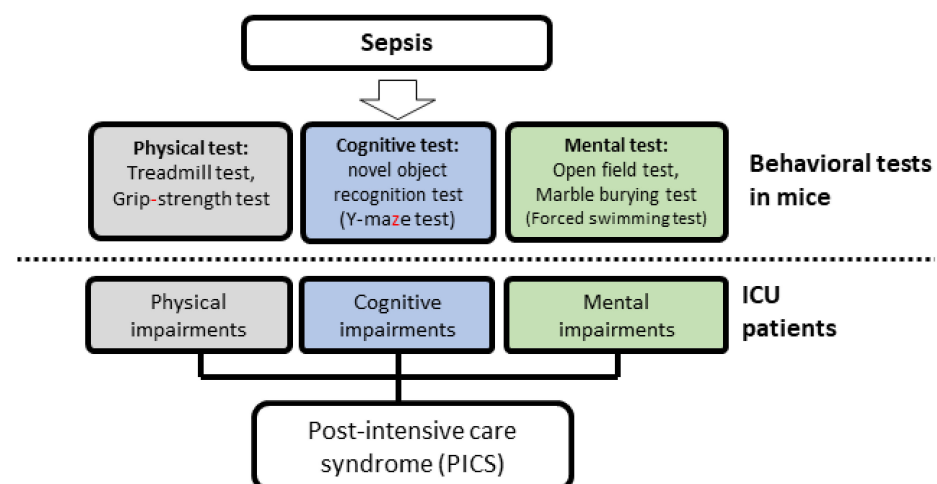 Sepsis
Physical test:
Treadmill test,
Grip-strength test
Cognitive test:
novel object
recognition test
(Y-maze test)
Mental test:
Open field test,
Marble burying test
(Forced swimming test)
Behavioral tests
in mice
Physical
impairments
Cognitive
impairments
Mental
impairments
ICU
patients
Post-intensive care
syndrome (PICS)